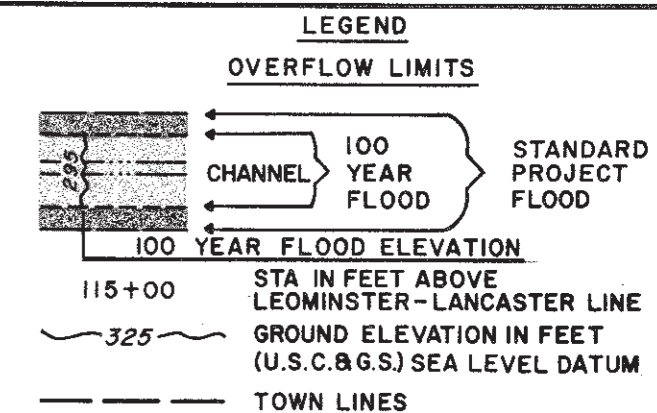 LEGEND
OVERFLOW LIMITS
295
CHANNEL
100
YEAR
FLOOD
STANDARD
PROJECT
FLOOD
100 YEAR FLOOD ELEVATION
115+00
STA IN FEET ABOVE
LEOMINSTER-LANCASTER LINE
325
GROUND ELEVATION IN FEET
(U.S.C.&G.S.) SEA LEVEL DATUM
TOWN LINES